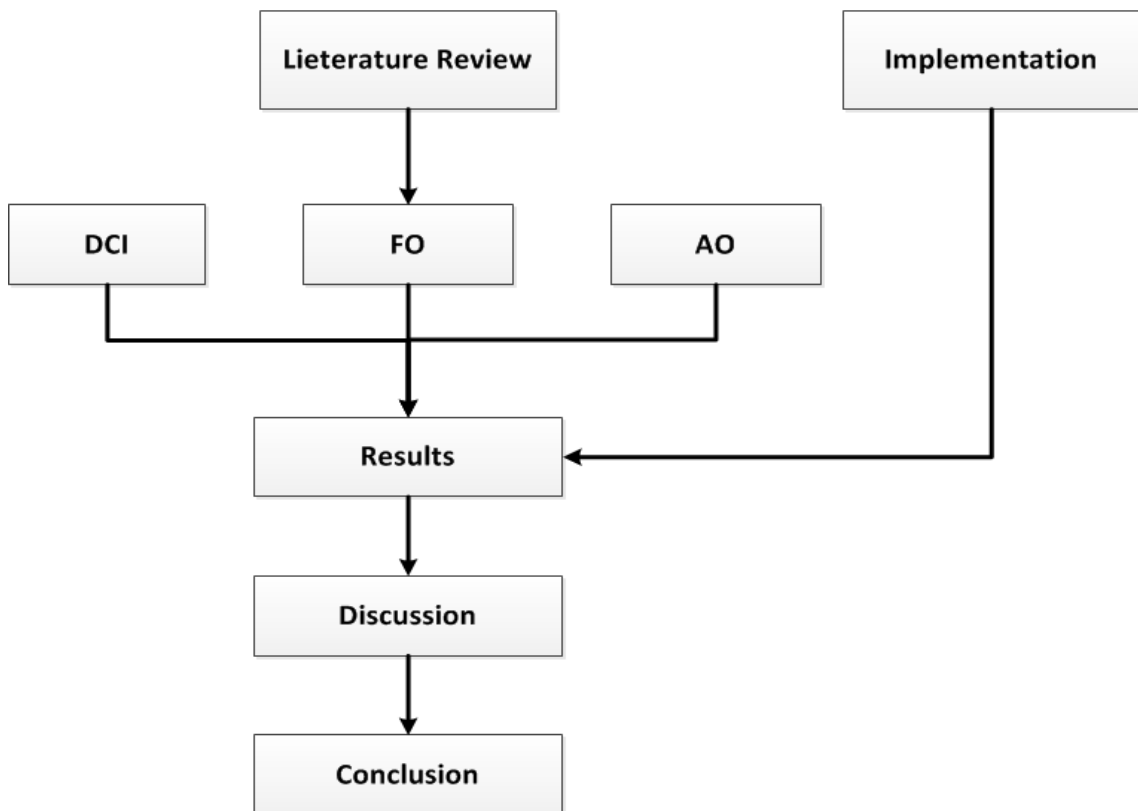 Lieterature Review
Implementation
DCI
FO
AO
Results
Discussion
Conclusion